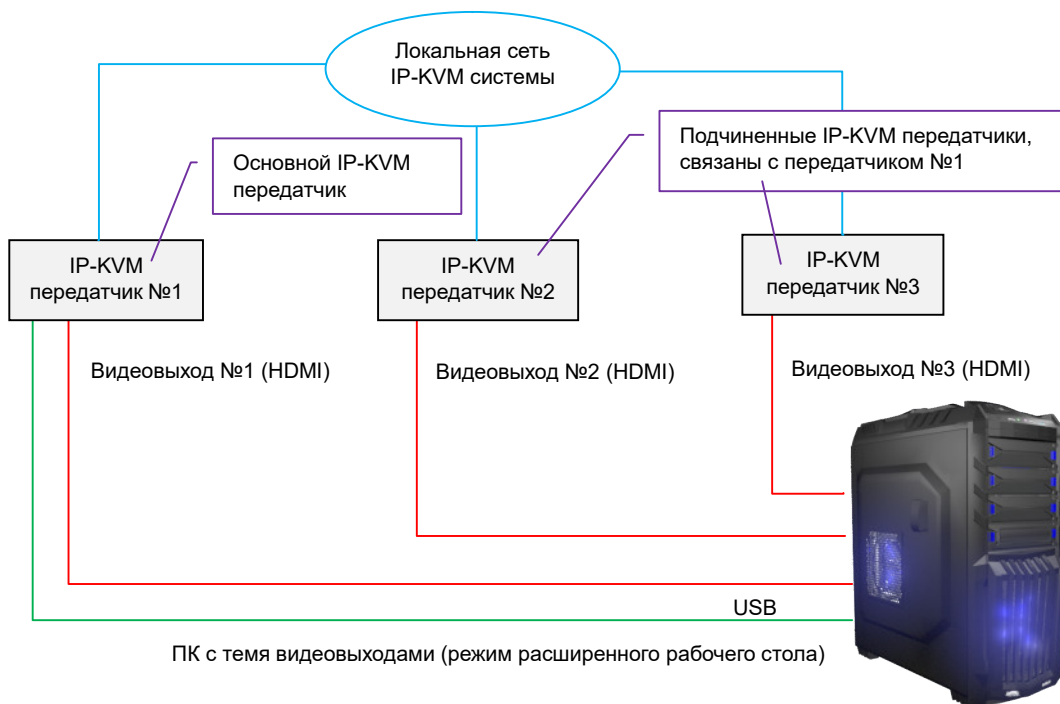 Локальная сеть
IP-KVM системы
Основной IP-KVM
передатчик
Подчиненные IP-KVM передатчики,
связаны с передатчиком №1
IP-KVM
передатчик №1
IP-KVM
передатчик №2
IP-KVM
передатчик №3
Видеовыход №1 (HDMI)
Видеовыход №2 (HDMI)
Видеовыход №3 (HDMI)
USB
ПК с темя видеовыходами (режим расширенного рабочего стола)